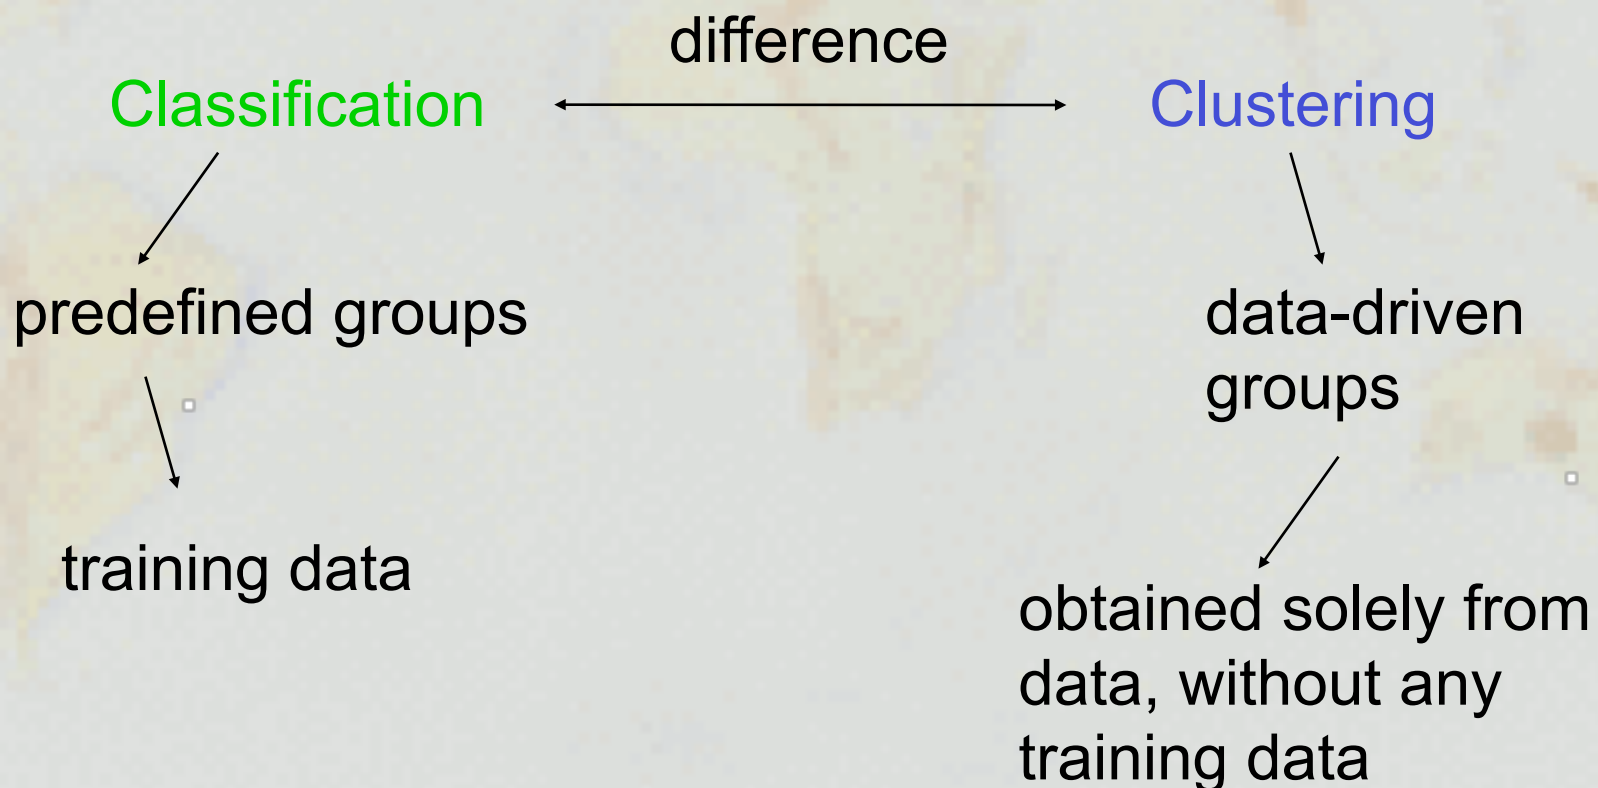 difference
Classification
Clustering
predefined groups
data-driven
groups
training data
obtained solely from
data, without any
training data